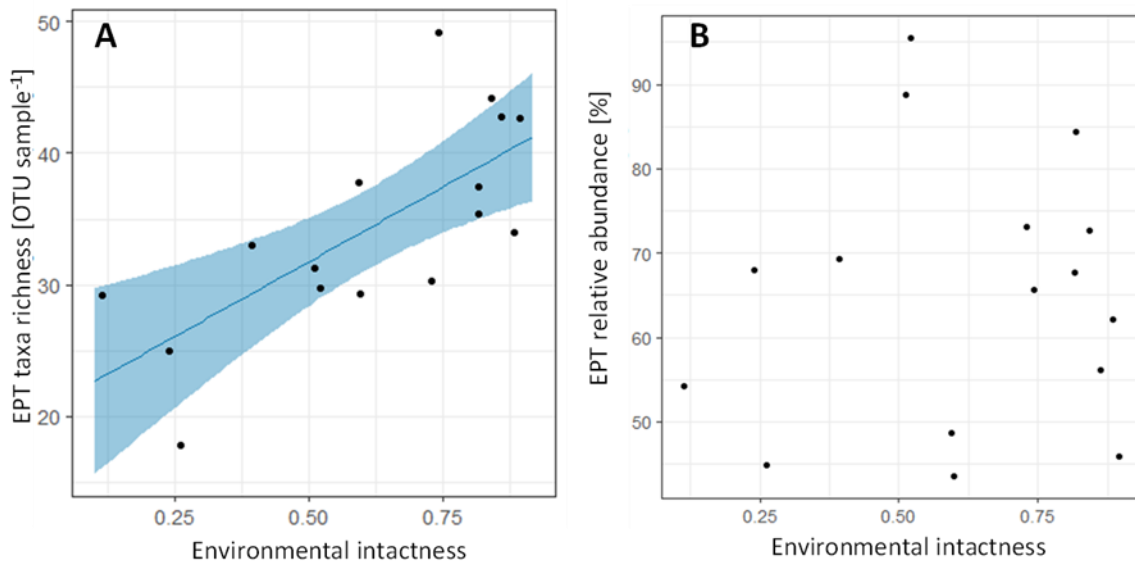 A
EPT taxa richness [OTU sample⁻¹]
50
40
30
20
0.25 0.50 0.75
Environmental intactness
B
EPT relative abundance [%]
90
80
70
60
50
0.25 0.50 0.75
Environmental intactness